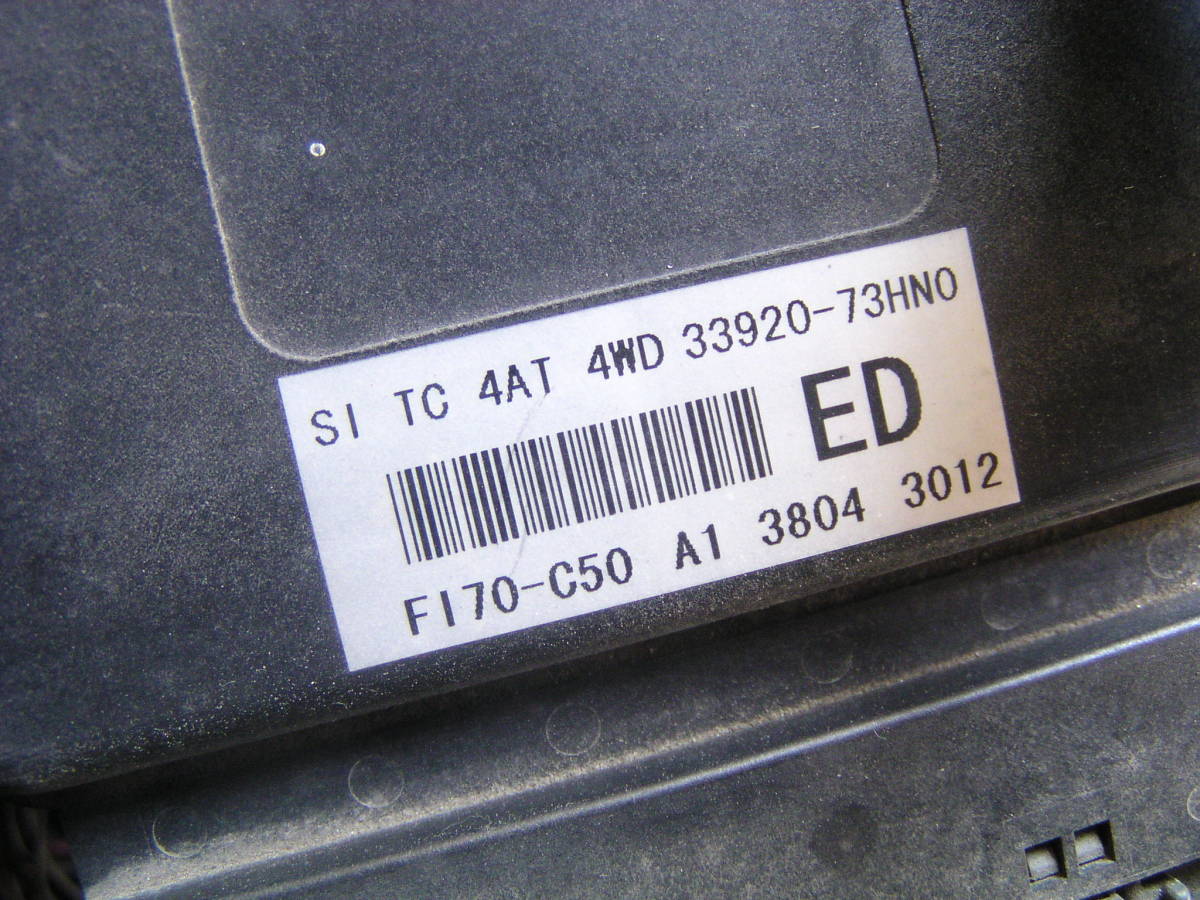 SI TC 4AT 4WD 33920-73HN0
ED
FI70-C50 A1 3804 3012